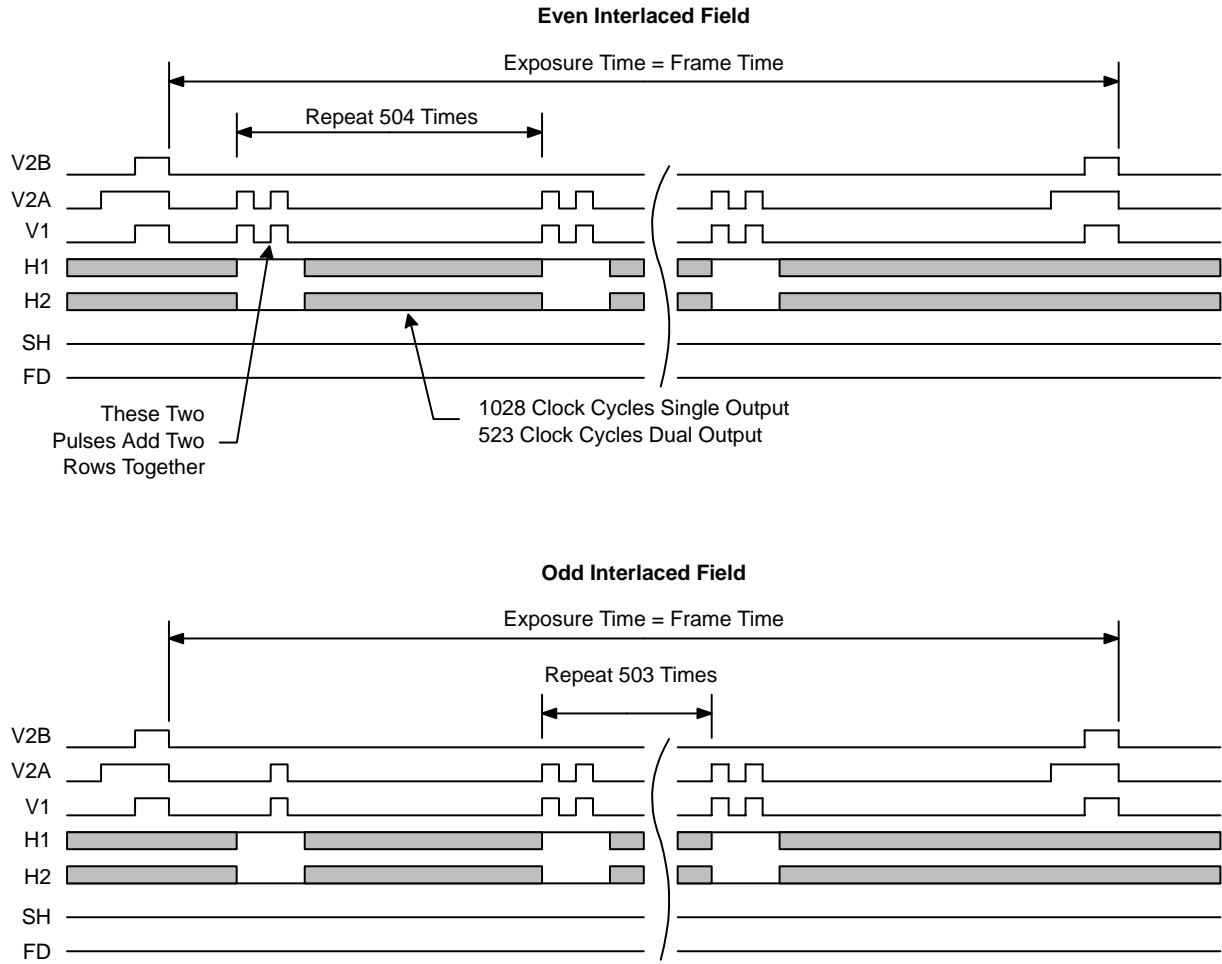 Even Interlaced Field
Exposure Time = Frame Time
Repeat 504 Times
V2B
V2A
V1
H1
H2
SH
FD
These Two
Pulses Add Two
Rows Together
1028 Clock Cycles Single Output
523 Clock Cycles Dual Output
Odd Interlaced Field
Exposure Time = Frame Time
Repeat 503 Times
V2B
V2A
V1
H1
H2
SH
FD